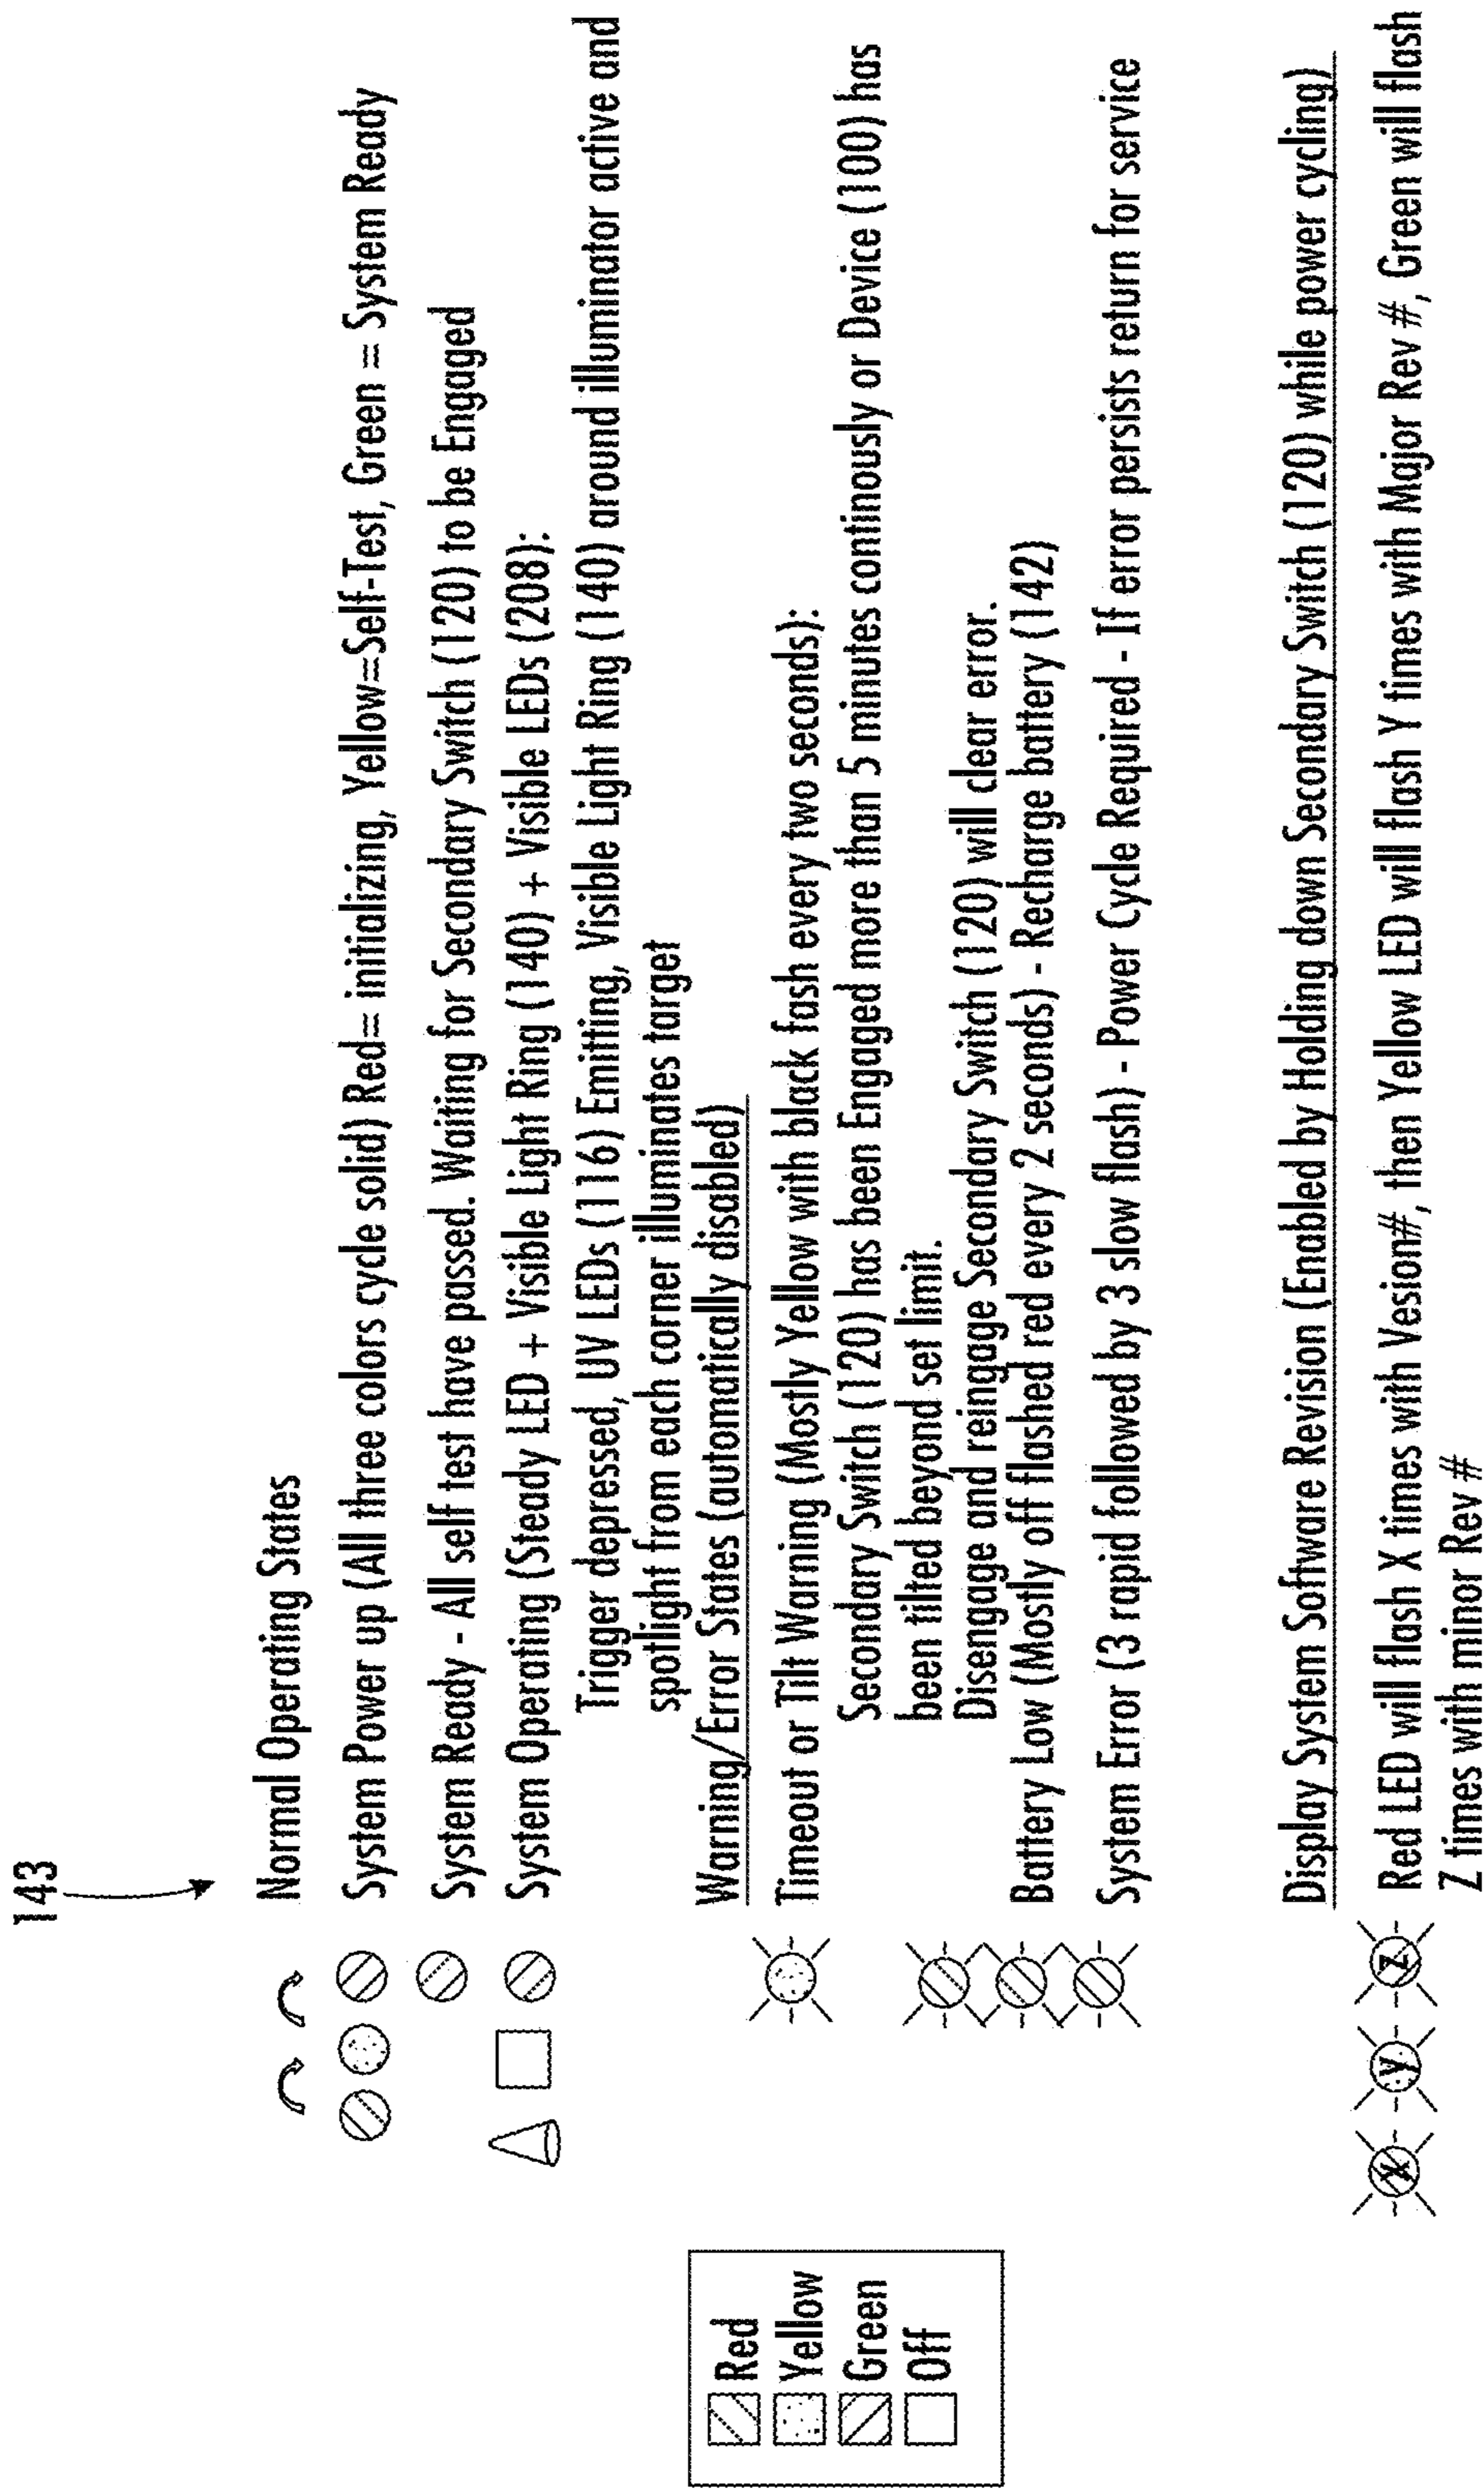 143
Normal Operating States
System Power up (All three colors cycle solid) Red= initializing, Yellow=Self-Test, Green = System Ready
System Ready - All self test have passed. Waiting for Secondary Switch (120) to be Engaged
System Operating (Steady LED + Visible Light Ring (140) + Visible LEDs (208):
Trigger depressed, UV LEDs (116) Emitting, Visible Light Ring (140) around illuminator active and
spotlight from each corner illuminates target
Warning/Error States (automatically disabled)
Timeout or Tilt Warning (Mostly Yellow with black fash every two seconds):
Secondary Switch (120) has been Engaged more than 5 minutes continously or Device (100) has
been tilted beyond set limit.
Disengage and reingage Secondary Switch (120) will clear error.
Battery Low (Mostly off flashed red every 2 seconds) - Recharge battery (142)
System Error (3 rapid followed by 3 slow flash) - Power Cycle Required - If error persists return for service
Display System Software Revision (Enabled by Holding down Secondary Switch (120) while power cycling)
X y z
Red LED will flash X times with Vesion#, then Yellow LED will flash Y times with Major Rev #, Green will flash
Z times with minor Rev #
Red
Yellow
Green
Off